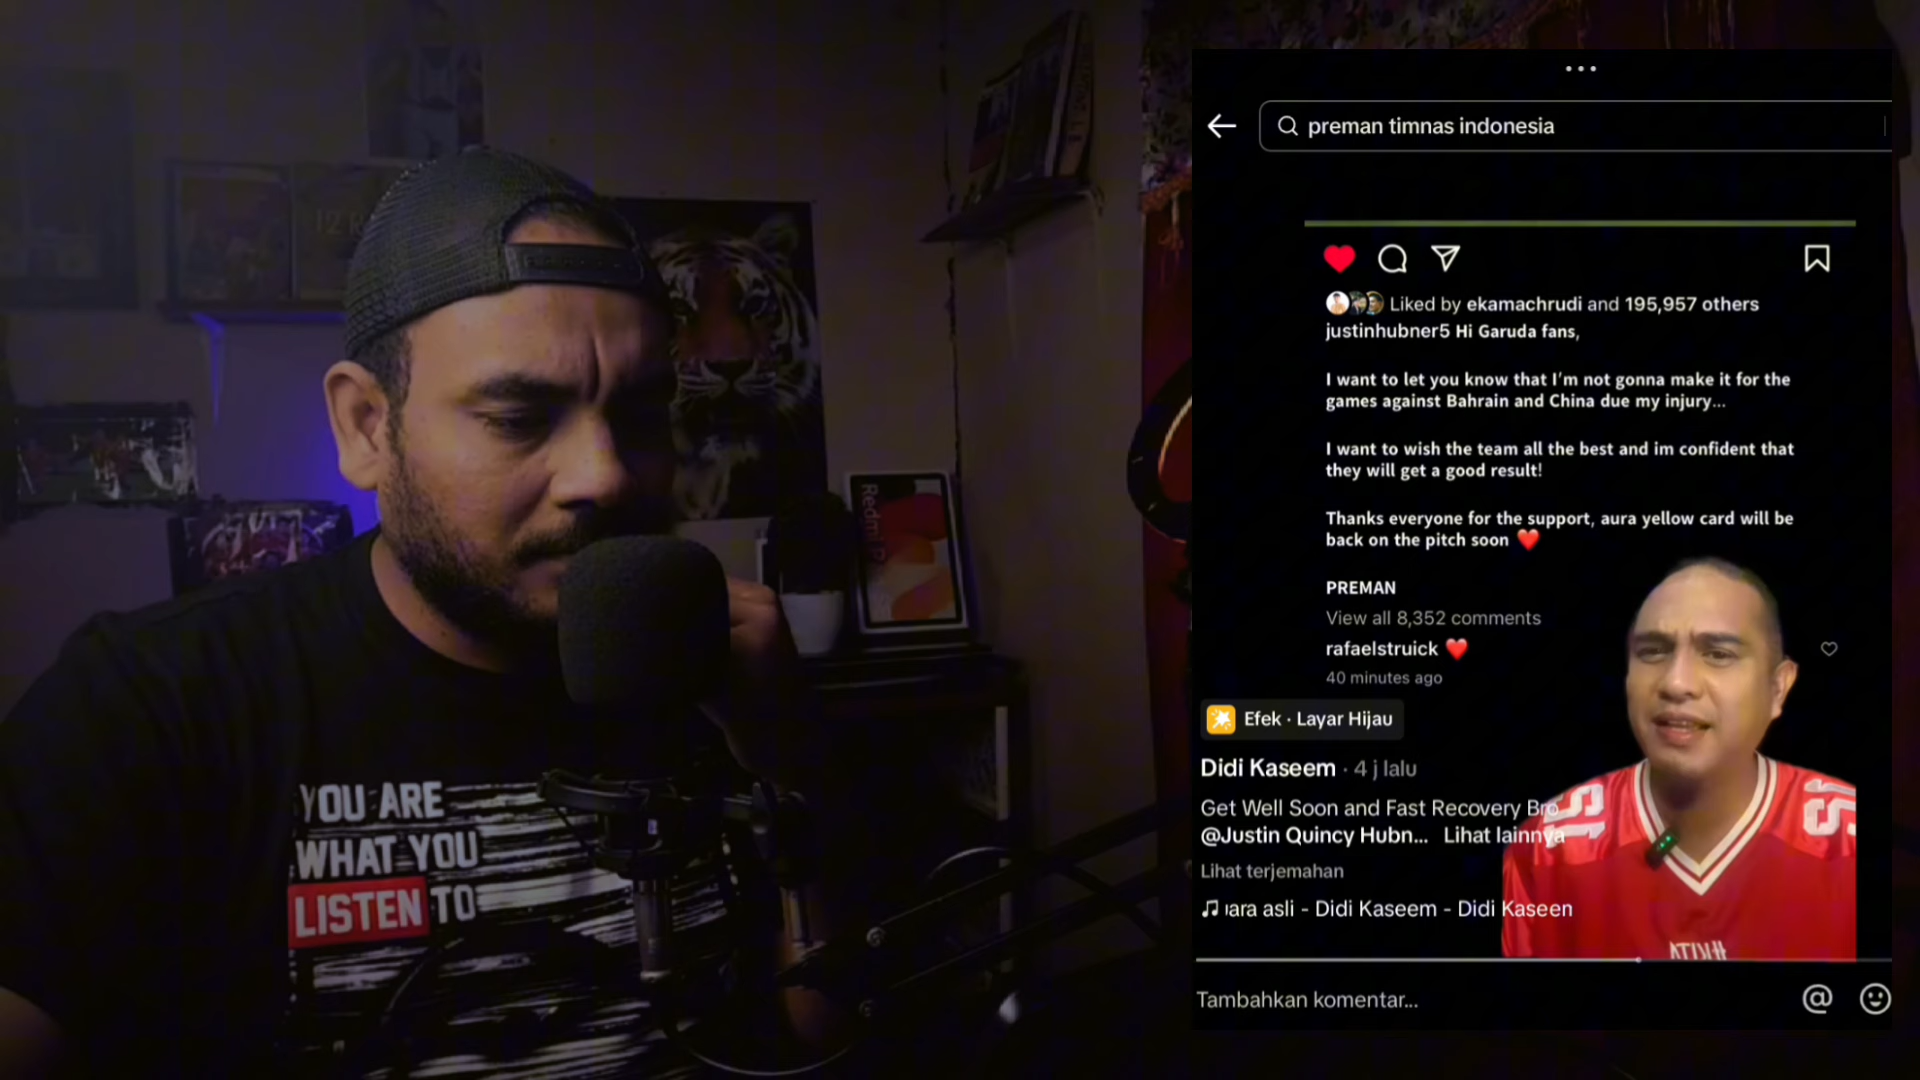 preman timnas indonesia
Liked by ekamachrudi and 195,957 others
justinhubner5 Hi Garuda fans,
I want to let you know that I'm not gonna make it for the
games against Bahrain and China due my injury...
I want to wish the team all the best and im confident that
they will get a good result!
Thanks everyone for the support, aura yellow card will be
back on the pitch soon ❤️
PREMAN
View all 8,352 comments
rafaelstruick ❤️
40 minutes ago
Efek · Layar Hijau
Didi Kaseem · 4 j lalu
Get Well Soon and Fast Recovery Bro
@Justin Quincy Hubn... Lihat lainnya
Lihat terjemahan
asli - Didi Kaseem - Didi Kaseen
Tambahkan komentar...
YOU ARE
WHAT YOU
LISTEN TO
Redmi
12